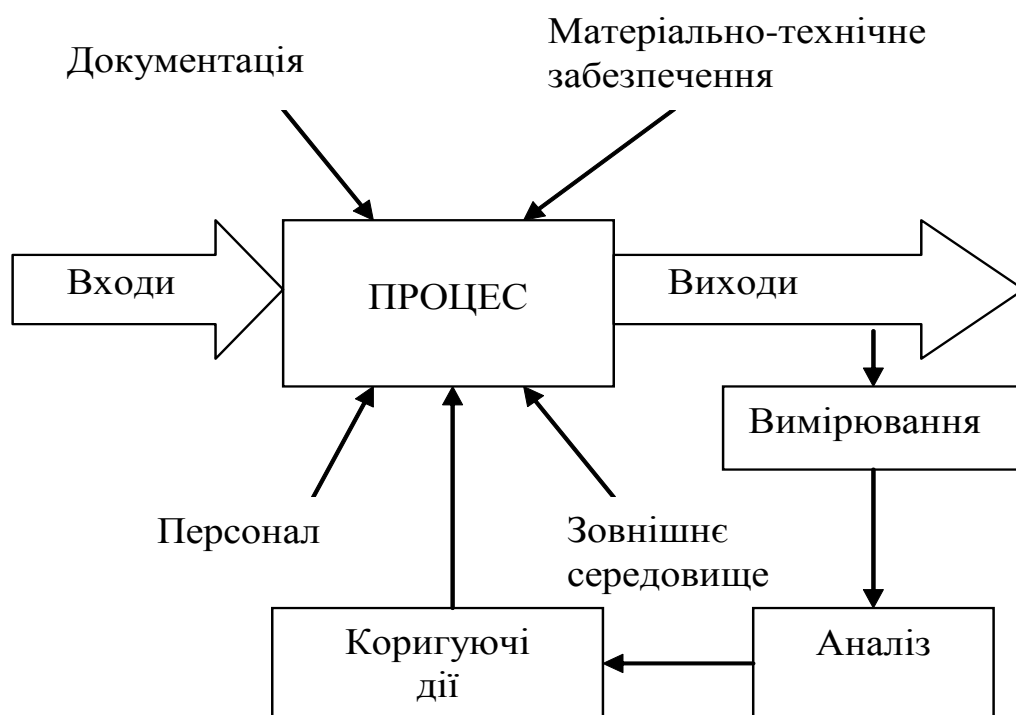 Документація
Матеріально-технічне
забезпечення
Входи
ПРОЦЕС
Виходи
Вимірювання
Персонал
Зовнішнє
середовище
Коригуючі
дії
Аналіз